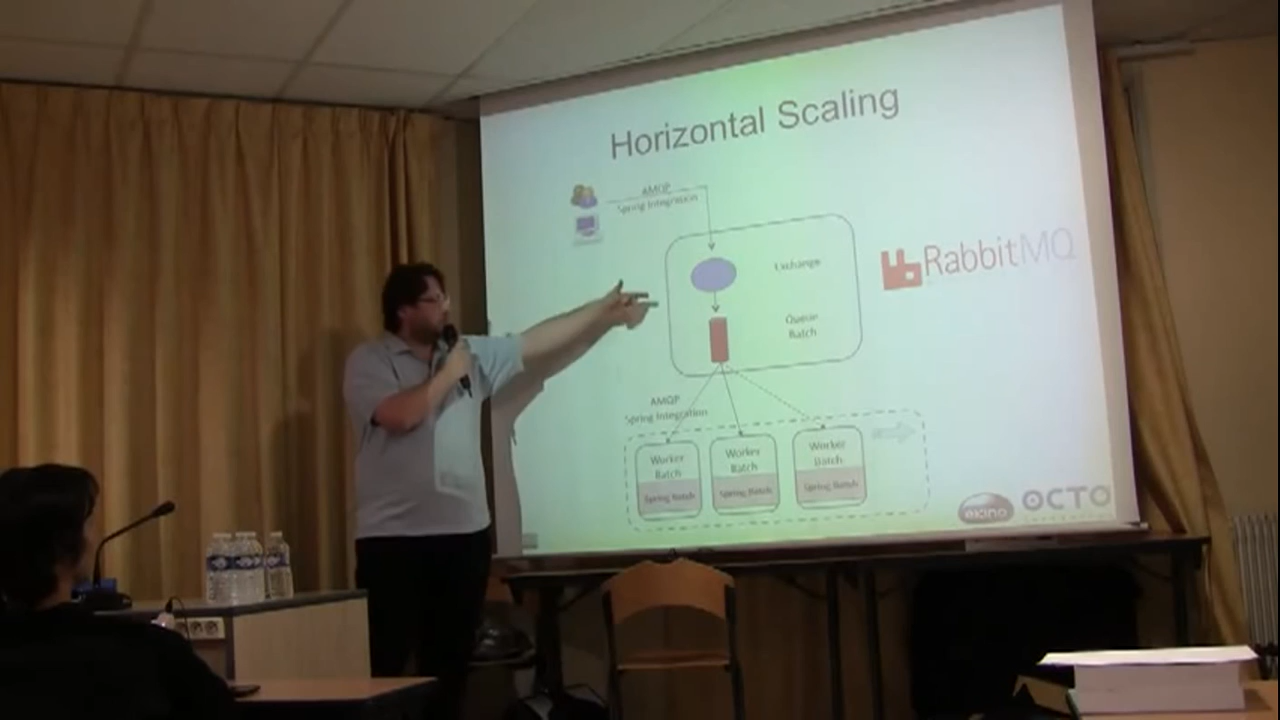 Horizontal Scaling
AMQP
Spring Integration
Exchange
RabbitMQ
Queue
Batch
AMQP
Spring Integration
Worker
Batch
Spring Batch
Worker
Batch
Spring Batch
Worker
Batch
Spring Batch
ekino
OCTO